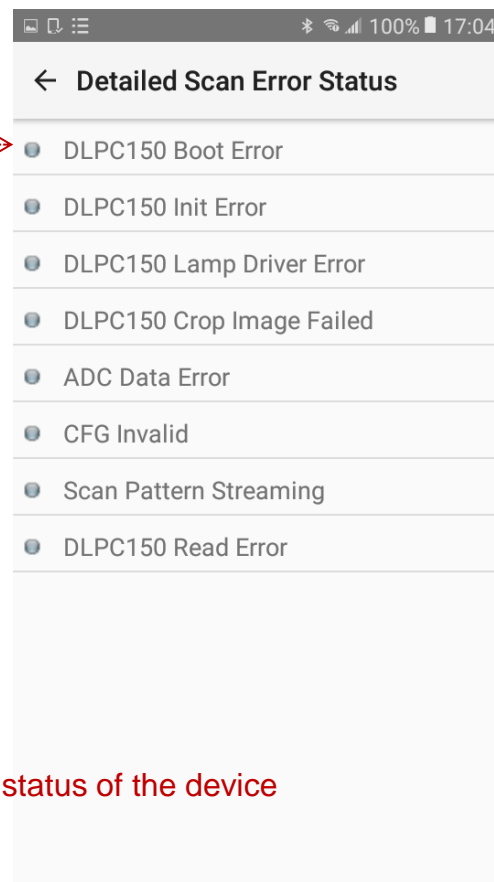 100% 17:04
Detailed Scan Error Status
DLPC150 Boot Error
DLPC150 Init Error
DLPC150 Lamp Driver Error
DLPC150 Crop Image Failed
ADC Data Error
CFG Invalid
Scan Pattern Streaming
DLPC150 Read Error
status of the device